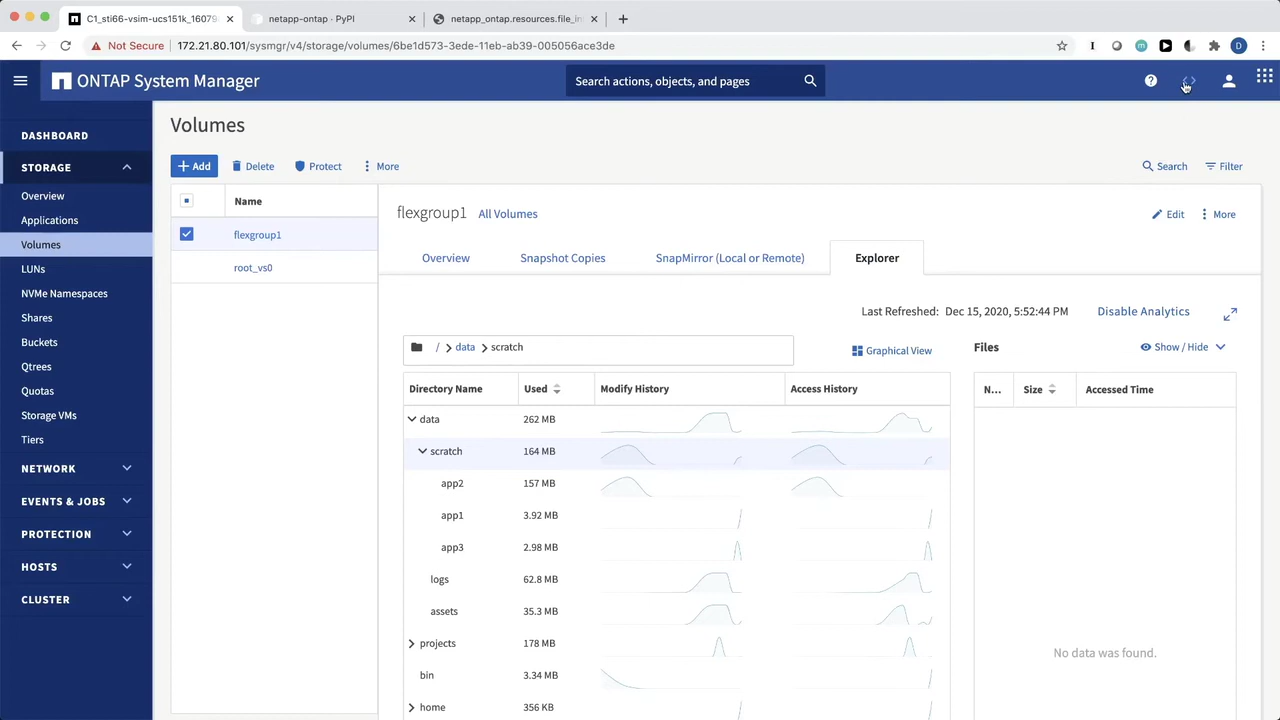 C1_sti66-vsim-ucs151k_16079
netapp-ontap · PyPI
netapp_ontap.resources.file_in
Not Secure
172.21.80.101/sysmgr/v4/storage/volumes/6be1d573-3ede-11eb-ab39-005056ace3de
D
ONTAP System Manager
Search actions, objects, and pages
DASHBOARD
STORAGE
Overview
Applications
Volumes
LUNs
NVMe Namespaces
Shares
Buckets
Qtrees
Quotas
Storage VMs
Tiers
NETWORK
EVENTS & JOBS
PROTECTION
HOSTS
CLUSTER
Volumes
+ Add
Delete
Protect
More
Search
Filter
Name
flexgroup1
root_vs0
flexgroup1 All Volumes
Edit
More
Overview
Snapshot Copies
SnapMirror (Local or Remote)
Explorer
Last Refreshed: Dec 15, 2020, 5:52:44 PM
Disable Analytics
/ > data > scratch
Graphical View
Files
Show / Hide
Directory Name Used Modify History Access History
N... Size Accessed Time
data 262 MB
scratch 164 MB
app2 157 MB
app1 3.92 MB
app3 2.98 MB
logs 62.8 MB
assets 35.3 MB
projects 178 MB
bin 3.34 MB
home 356 KB
No data was found.